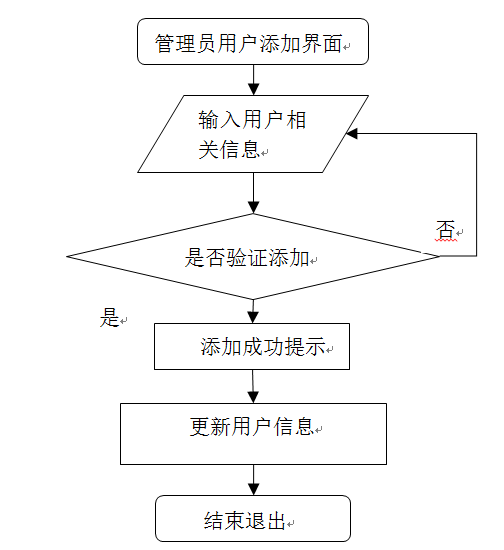 管理员用户添加界面
输入用户相
关信息
否
是否验证添加
是
添加成功提示
更新用户信息
结束退出